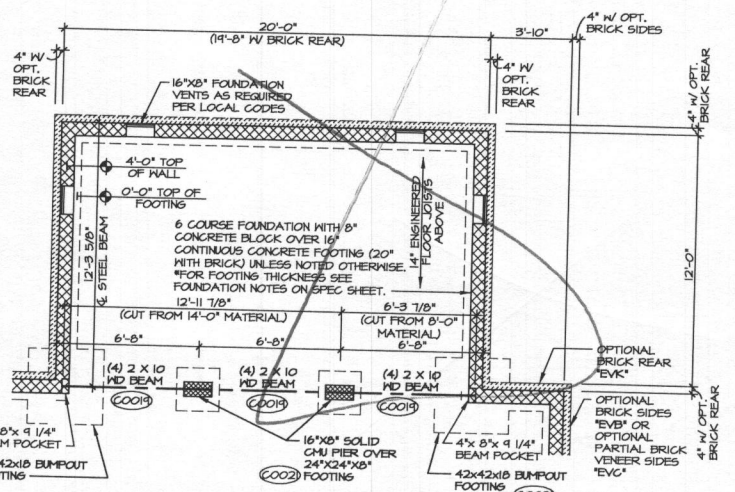 20'-0"
(19'-8" W/ BRICK REAR)
3'-10"
4" W/ OPT.
BRICK SIDES
4" W/
OPT.
BRICK
REAR
4" W/
OPT.
BRICK
REAR
4" W/ OPT.
BRICK REAR
16"X8" FOUNDATION
VENTS AS REQUIRED
PER LOCAL CODES
4'-0" TOP
OF WALL
0'-0" TOP OF
FOOTING
12'-3 5/8"
℄ STEEL BEAM
14" ENGINEERED
FLOOR JOISTS
ABOVE
12'-0"
6 COURSE FOUNDATION WITH 8"
CONCRETE BLOCK OVER 16"
CONTINUOUS CONCRETE FOOTING (20"
WITH BRICK) UNLESS NOTED OTHERWISE.
*FOR FOOTING THICKNESS SEE
FOUNDATION NOTES ON SPEC SHEET.
12'-11 7/8"
(CUT FROM 14'-0" MATERIAL)
6'-3 7/8"
(CUT FROM 8'-0"
MATERIAL)
6'-8"
6'-8"
6'-8"
(4) 2 X 10
WD BEAM
C0019
(4) 2 X 10
WD BEAM
C0019
(4) 2 X 10
WD BEAM
C0019
OPTIONAL
BRICK REAR
"EVK"
OPTIONAL
BRICK SIDES
"EVB" OR
OPTIONAL
PARTIAL BRICK
VENEER SIDES
"EVC"
4" W/ OPT.
BRICK REAR
8"x 9 1/4"
POCKET
42x18 BUMPOUT
16"X8" SOLID
CMU PIER OVER
24"X24"X8"
FOOTING
C0021
4"x 8"x 9 1/4"
BEAM POCKET
42x42x18 BUMPOUT
FOOTING